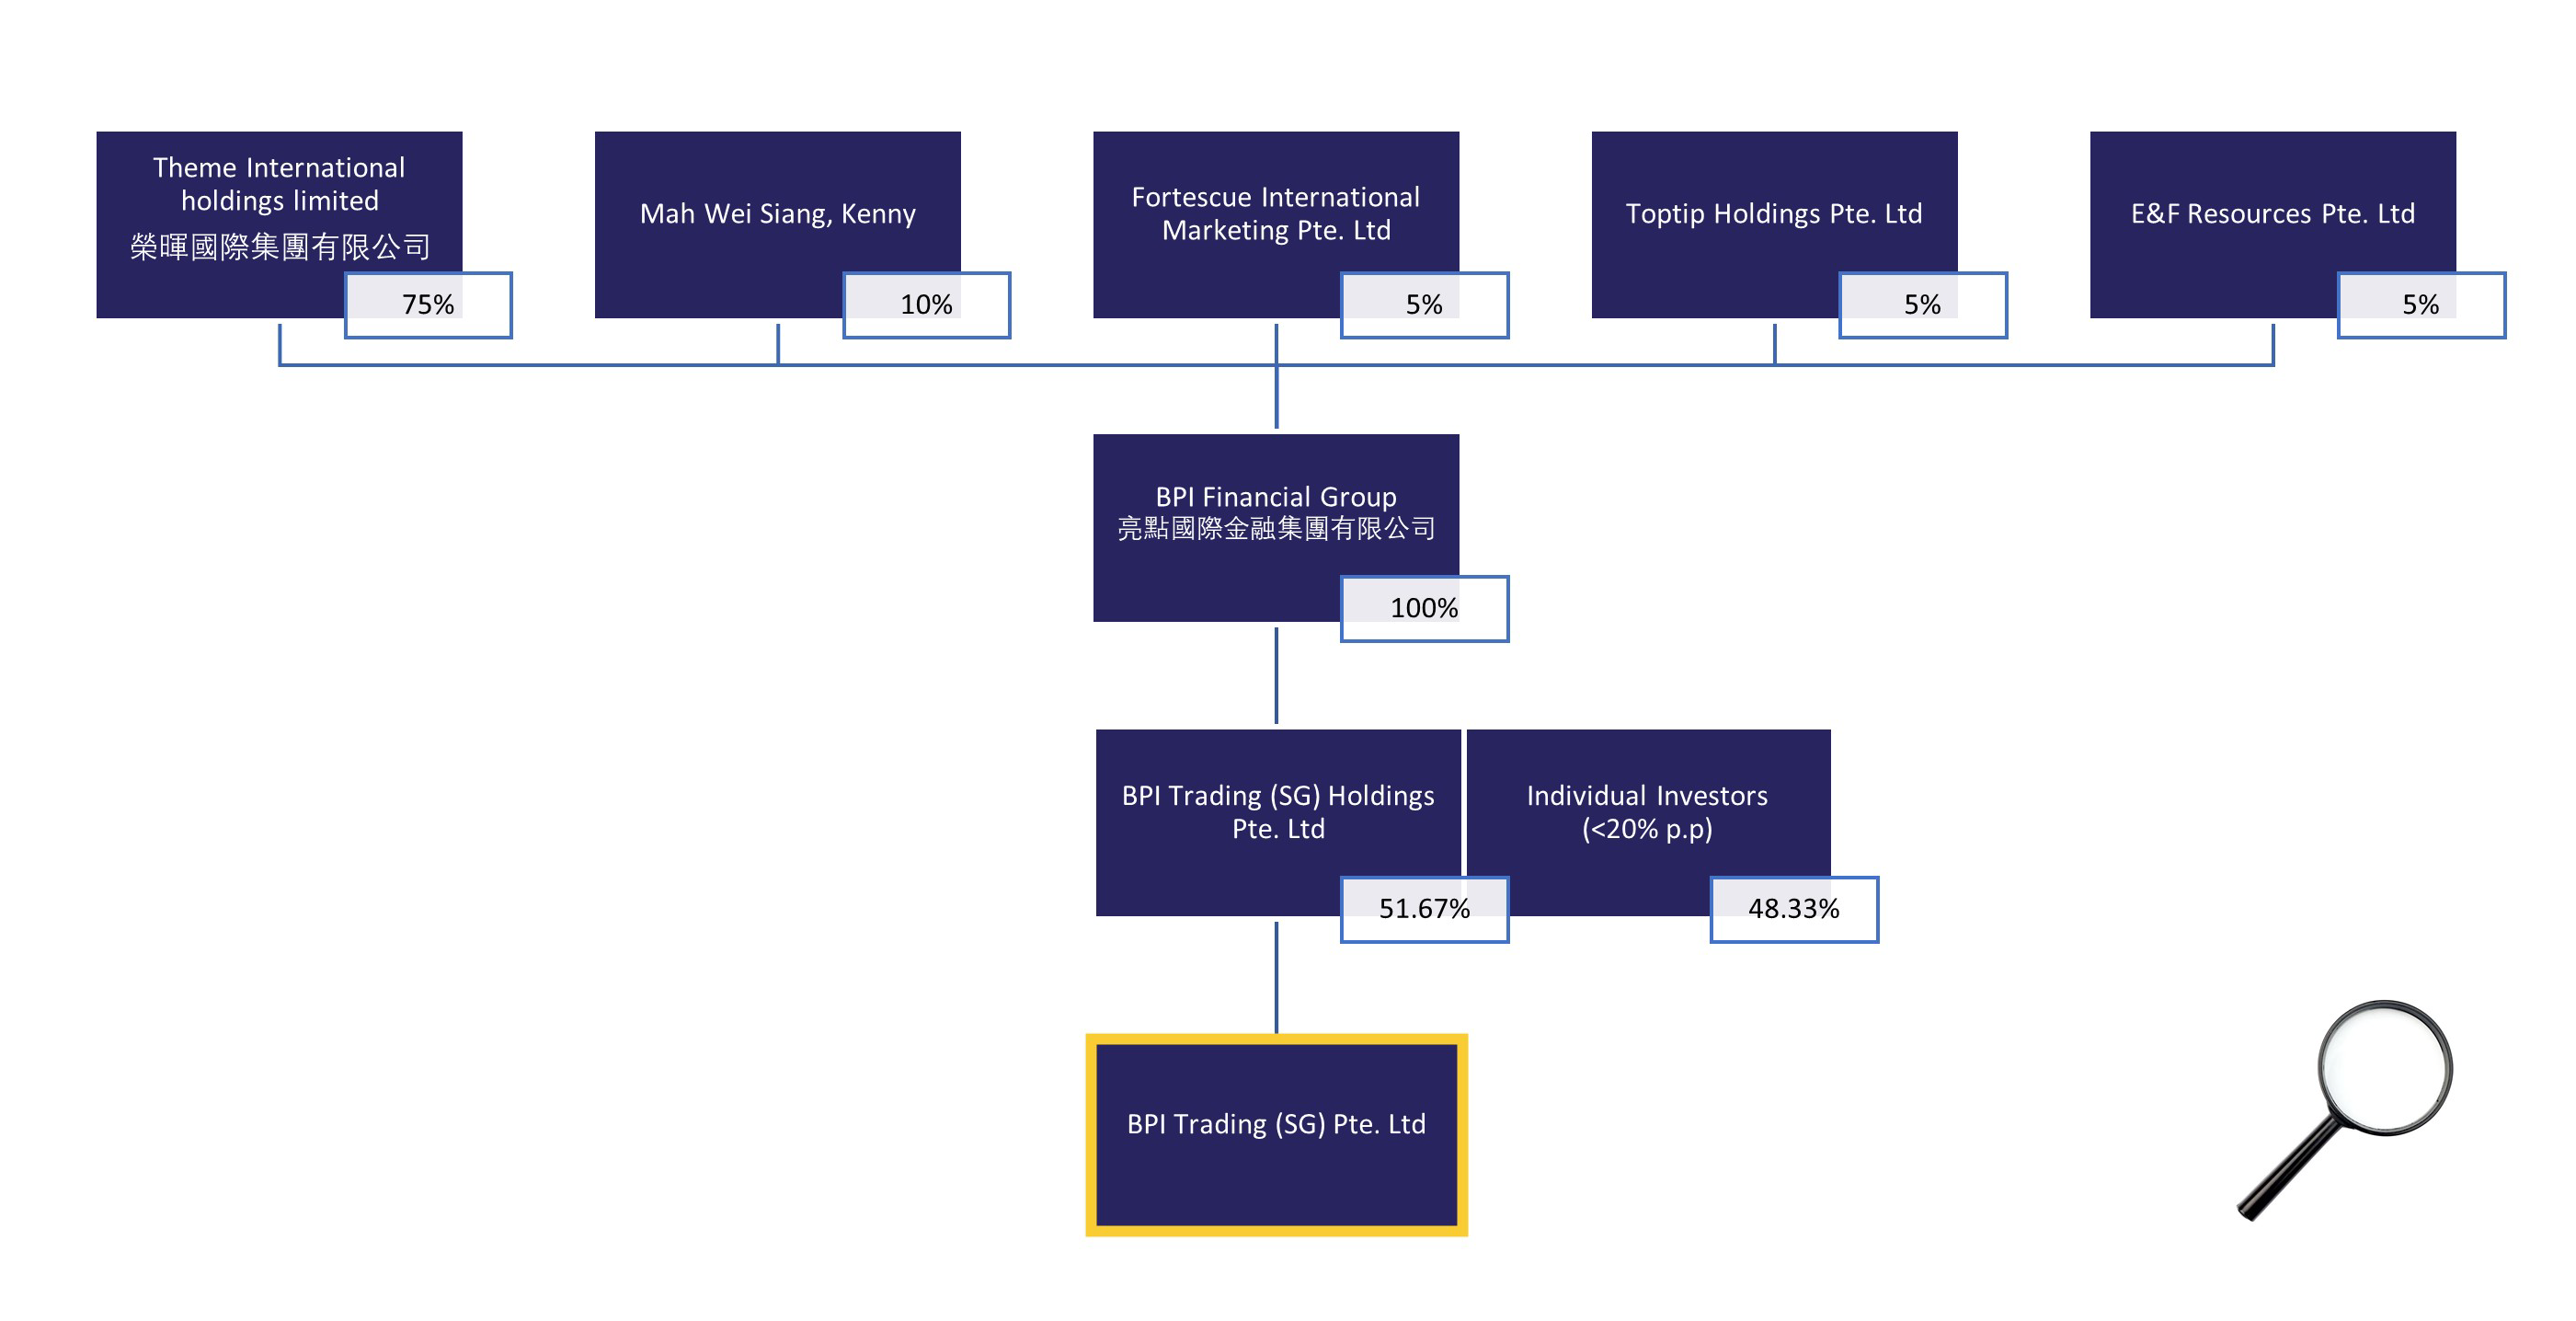 Theme International
holdings limited
榮暉國際集團有限公司
75%
Mah Wei Siang, Kenny
10%
Fortescue International
Marketing Pte. Ltd
5%
Toptip Holdings Pte. Ltd
5%
E&F Resources Pte. Ltd
5%
BPI Financial Group
亮點國際金融集團有限公司
100%
BPI Trading (SG) Holdings
Pte. Ltd
51.67%
Individual Investors
(<20% p.p)
48.33%
BPI Trading (SG) Pte. Ltd